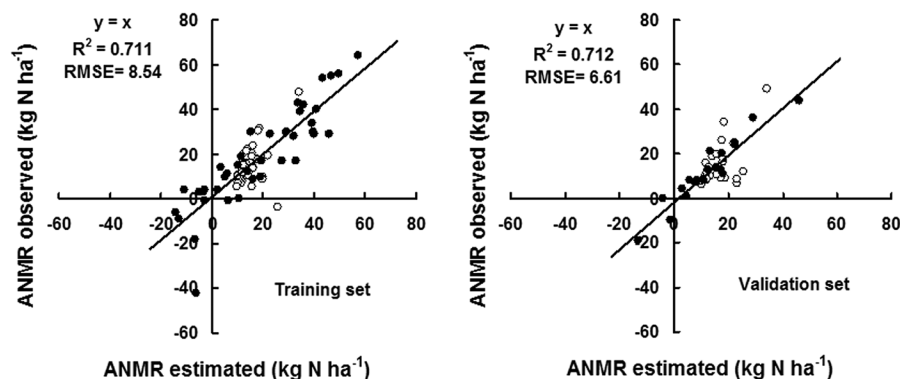 y = x
R² = 0.711
RMSE= 8.54
ANMR observed (kg N ha⁻¹)
80
60
40
20
0
-20
-40
-60
-60 -40 -20 0 20 40 60 80
Training set
ANMR estimated (kg N ha⁻¹)
y = x
R² = 0.712
RMSE= 6.61
ANMR observed (kg N ha⁻¹)
80
60
40
20
0
-20
-40
-60
-60 -40 -20 0 20 40 60 80
Validation set
ANMR estimated (kg N ha⁻¹)